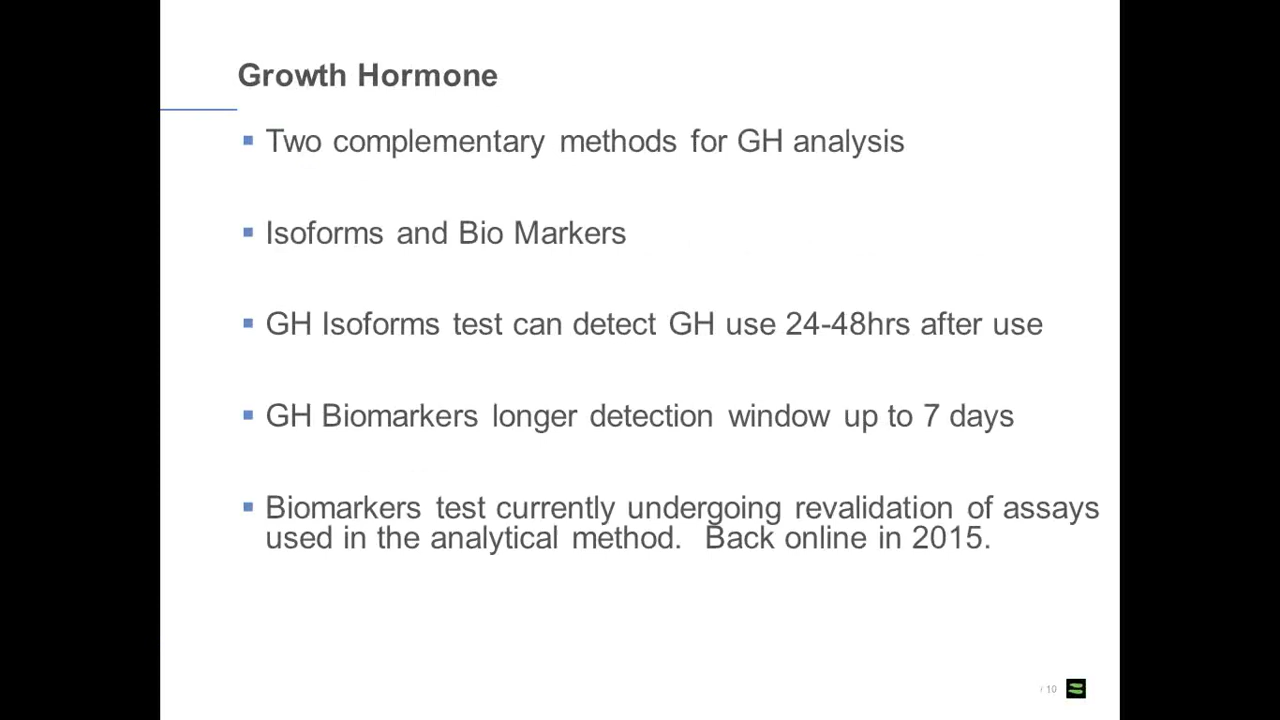 Growth Hormone
▪ Two complementary methods for GH analysis
▪ Isoforms and Bio Markers
▪ GH Isoforms test can detect GH use 24-48hrs after use
▪ GH Biomarkers longer detection window up to 7 days
▪ Biomarkers test currently undergoing revalidation of assays
used in the analytical method. Back online in 2015.
/ 10